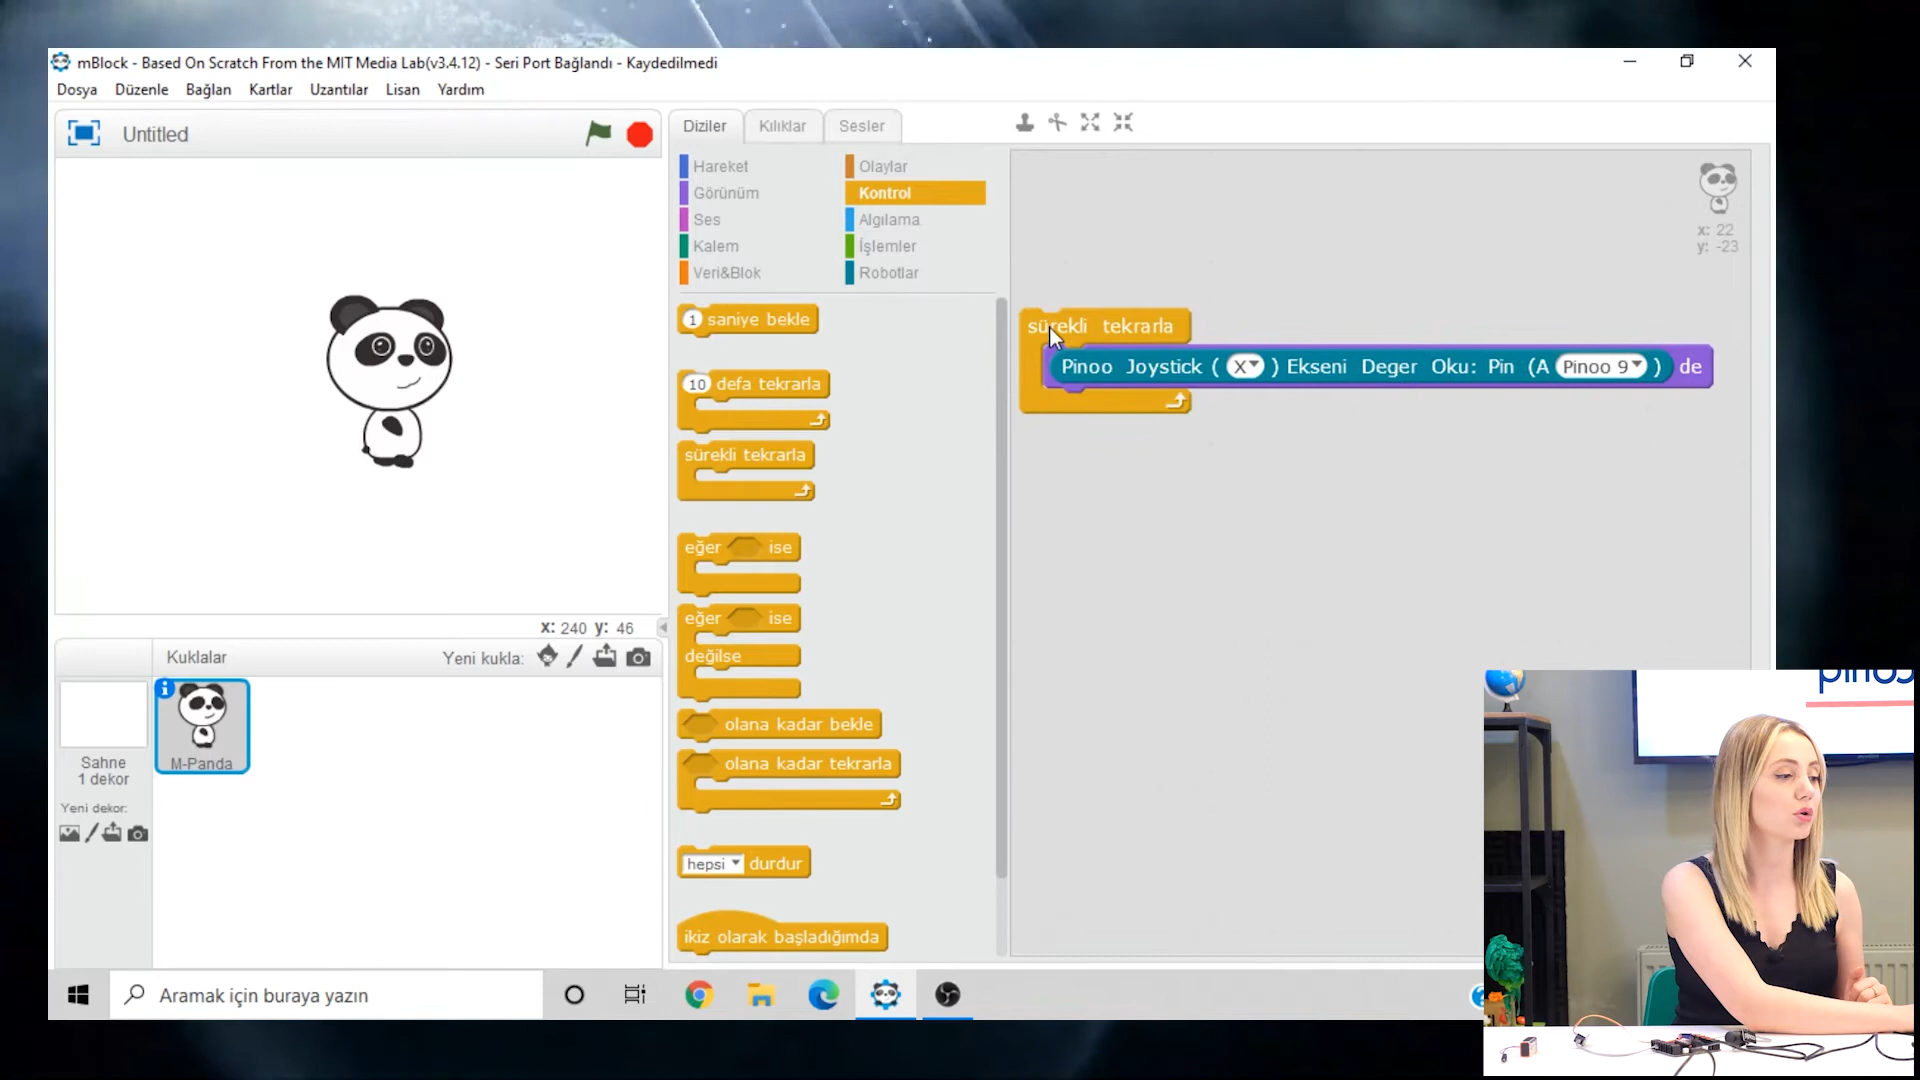 mBlock - Based On Scratch From the MIT Media Lab(v3.4.12) - Seri Port Bağlandı - Kaydedilmedi
Dosya Düzenle Bağlan Kartlar Uzantılar Lisan Yardım
Untitled
Diziler Kılıklar Sesler
Hareket Olaylar
Görünüm Kontrol
Ses Algılama
Kalem İşlemler
Veri&Blok Robotlar
1 saniye bekle
10 defa tekrarla
sürekli tekrarla
eğer ise
eğer ise
değilse
olana kadar bekle
olana kadar tekrarla
hepsi durdur
ikiz olarak başladığımda
sürekli tekrarla
Pinoo Joystick ( X ) Ekseni Deger Oku: Pin (A Pinoo 9 ) de
x: 22
y: -23
x: 240 y: 46
Kuklalar Yeni kukla:
M-Panda
Sahne
1 dekor
Yeni dekor:
Aramak için buraya yazın
pinoo